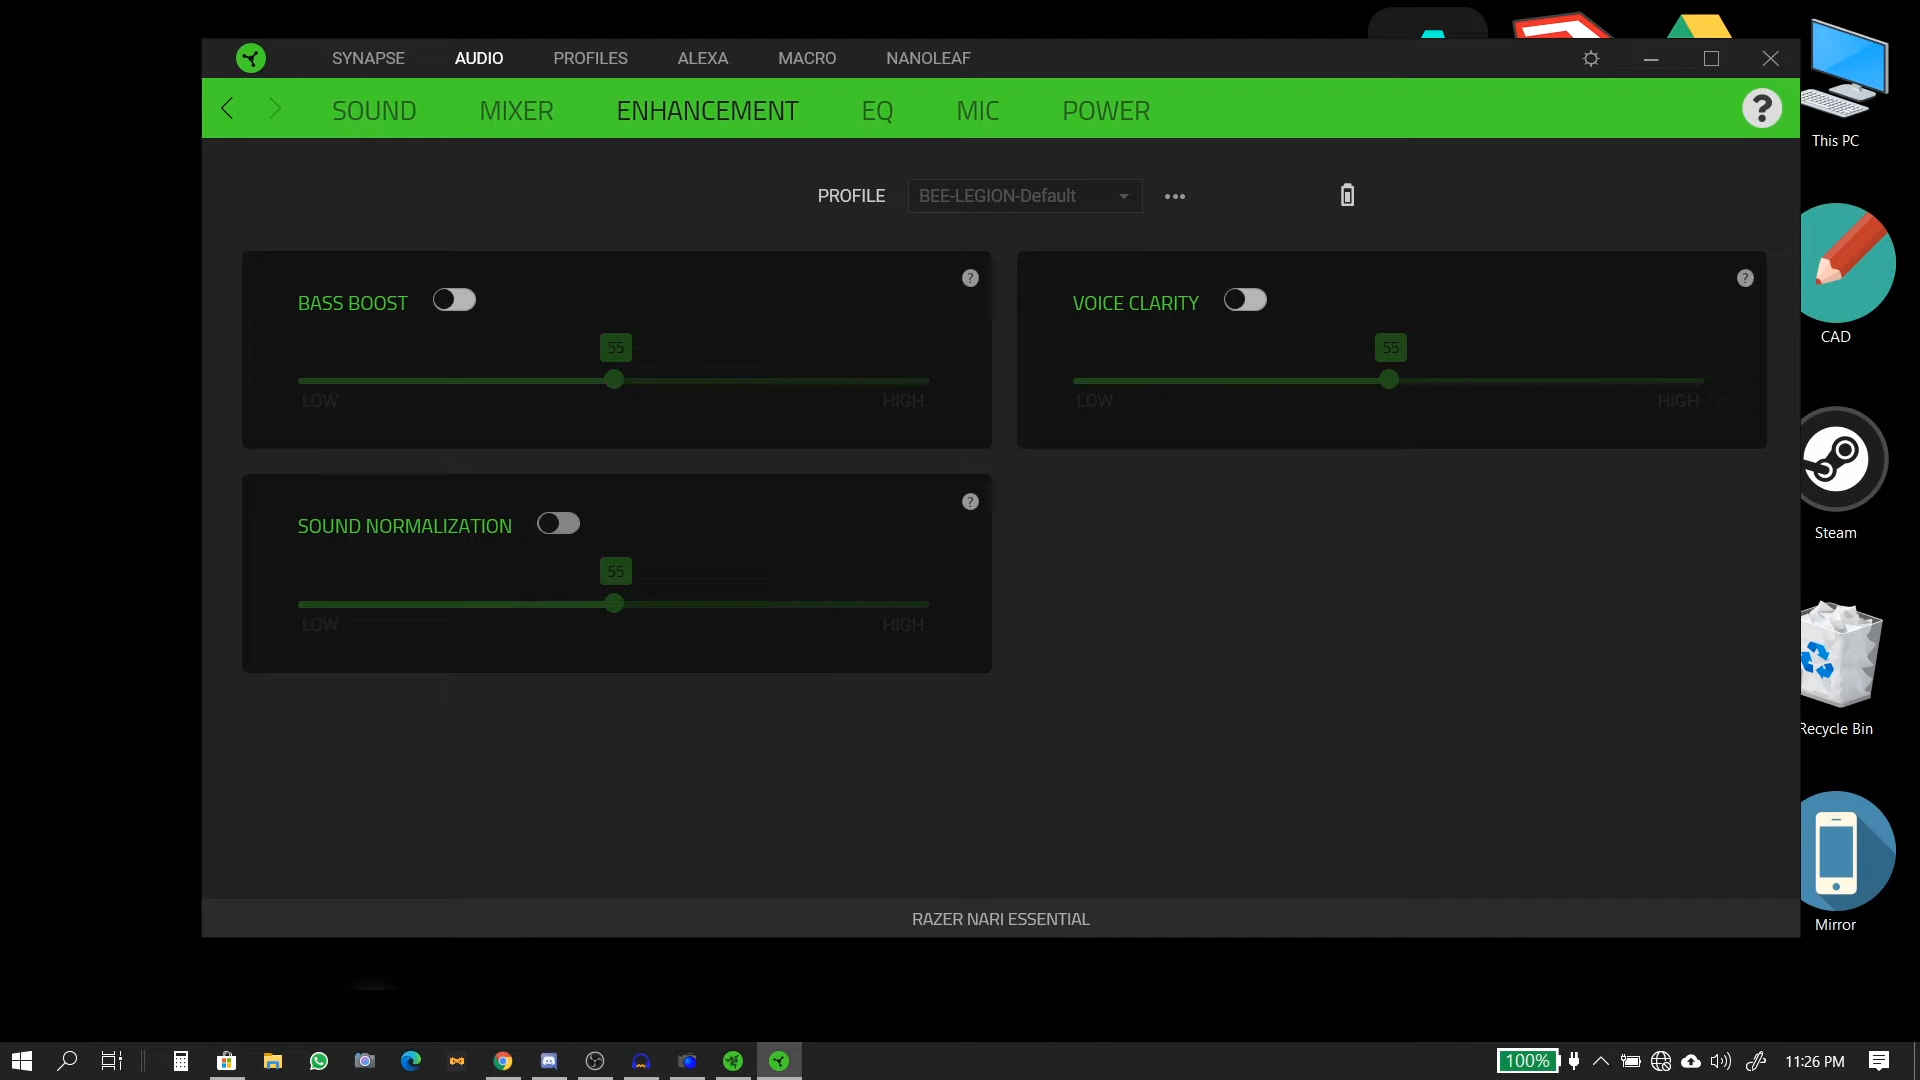 SYNAPSE AUDIO PROFILES ALEXA MACRO NANOLEAF
SOUND MIXER ENHANCEMENT EQ MIC POWER ?
This PC
PROFILE BEE-LEGION-Default
BASS BOOST ?
55
LOW HIGH
VOICE CLARITY ?
55
LOW HIGH
CAD
SOUND NORMALIZATION ?
55
LOW HIGH
Steam
Recycle Bin
Mirror
RAZER NARI ESSENTIAL
100% 11:26 PM